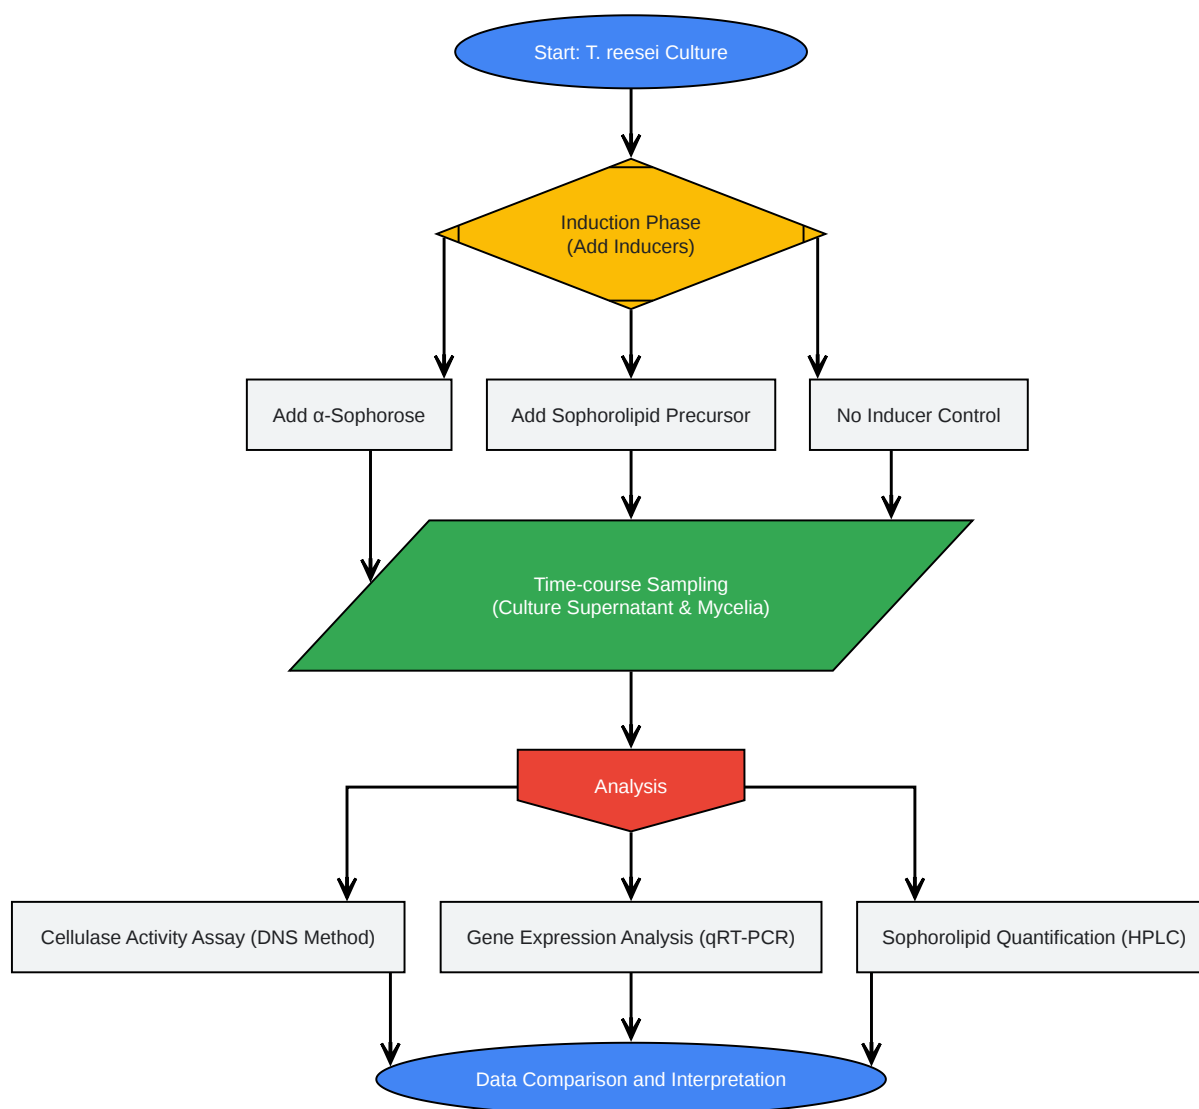 Start: T. reesei Culture
Induction Phase
(Add Inducers)
Add α-Sophorose
Add Sophorolipid Precursor
No Inducer Control
Time-course Sampling
(Culture Supernatant & Mycelia)
Analysis
Cellulase Activity Assay (DNS Method)
Gene Expression Analysis (qRT-PCR)
Sophorolipid Quantification (HPLC)
Data Comparison and Interpretation